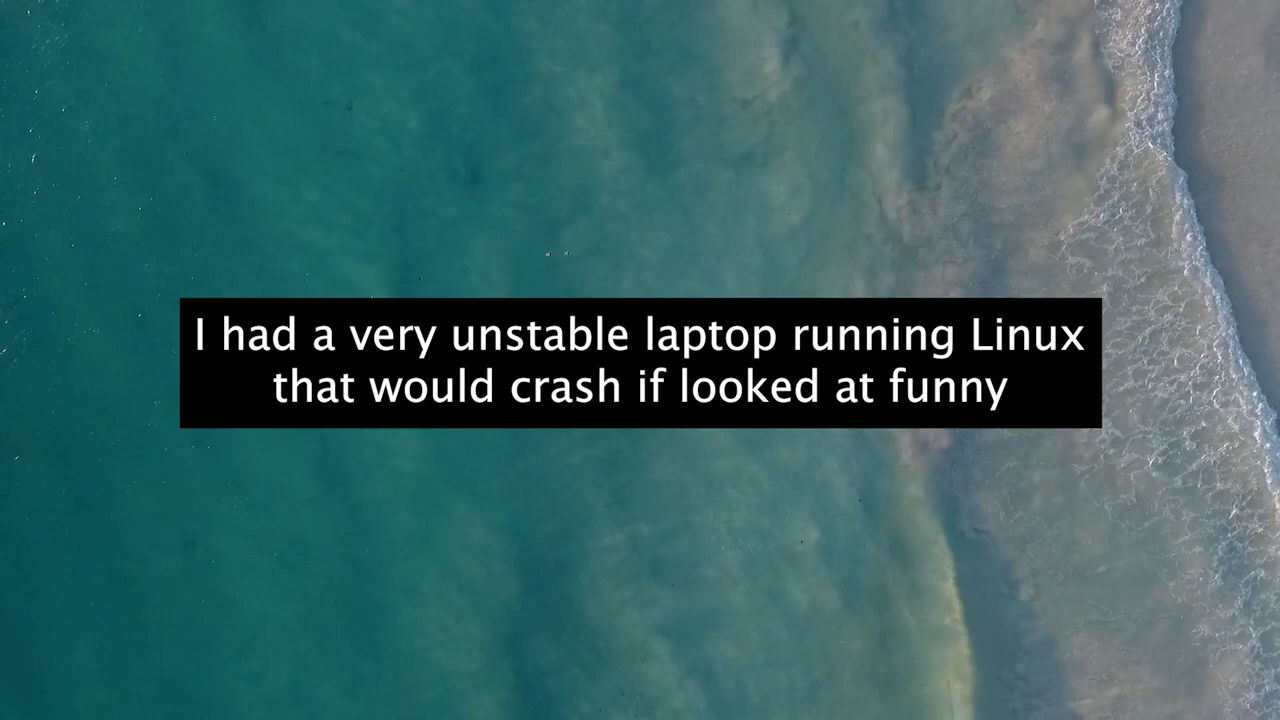 I had a very unstable laptop running Linux
that would crash if looked at funny